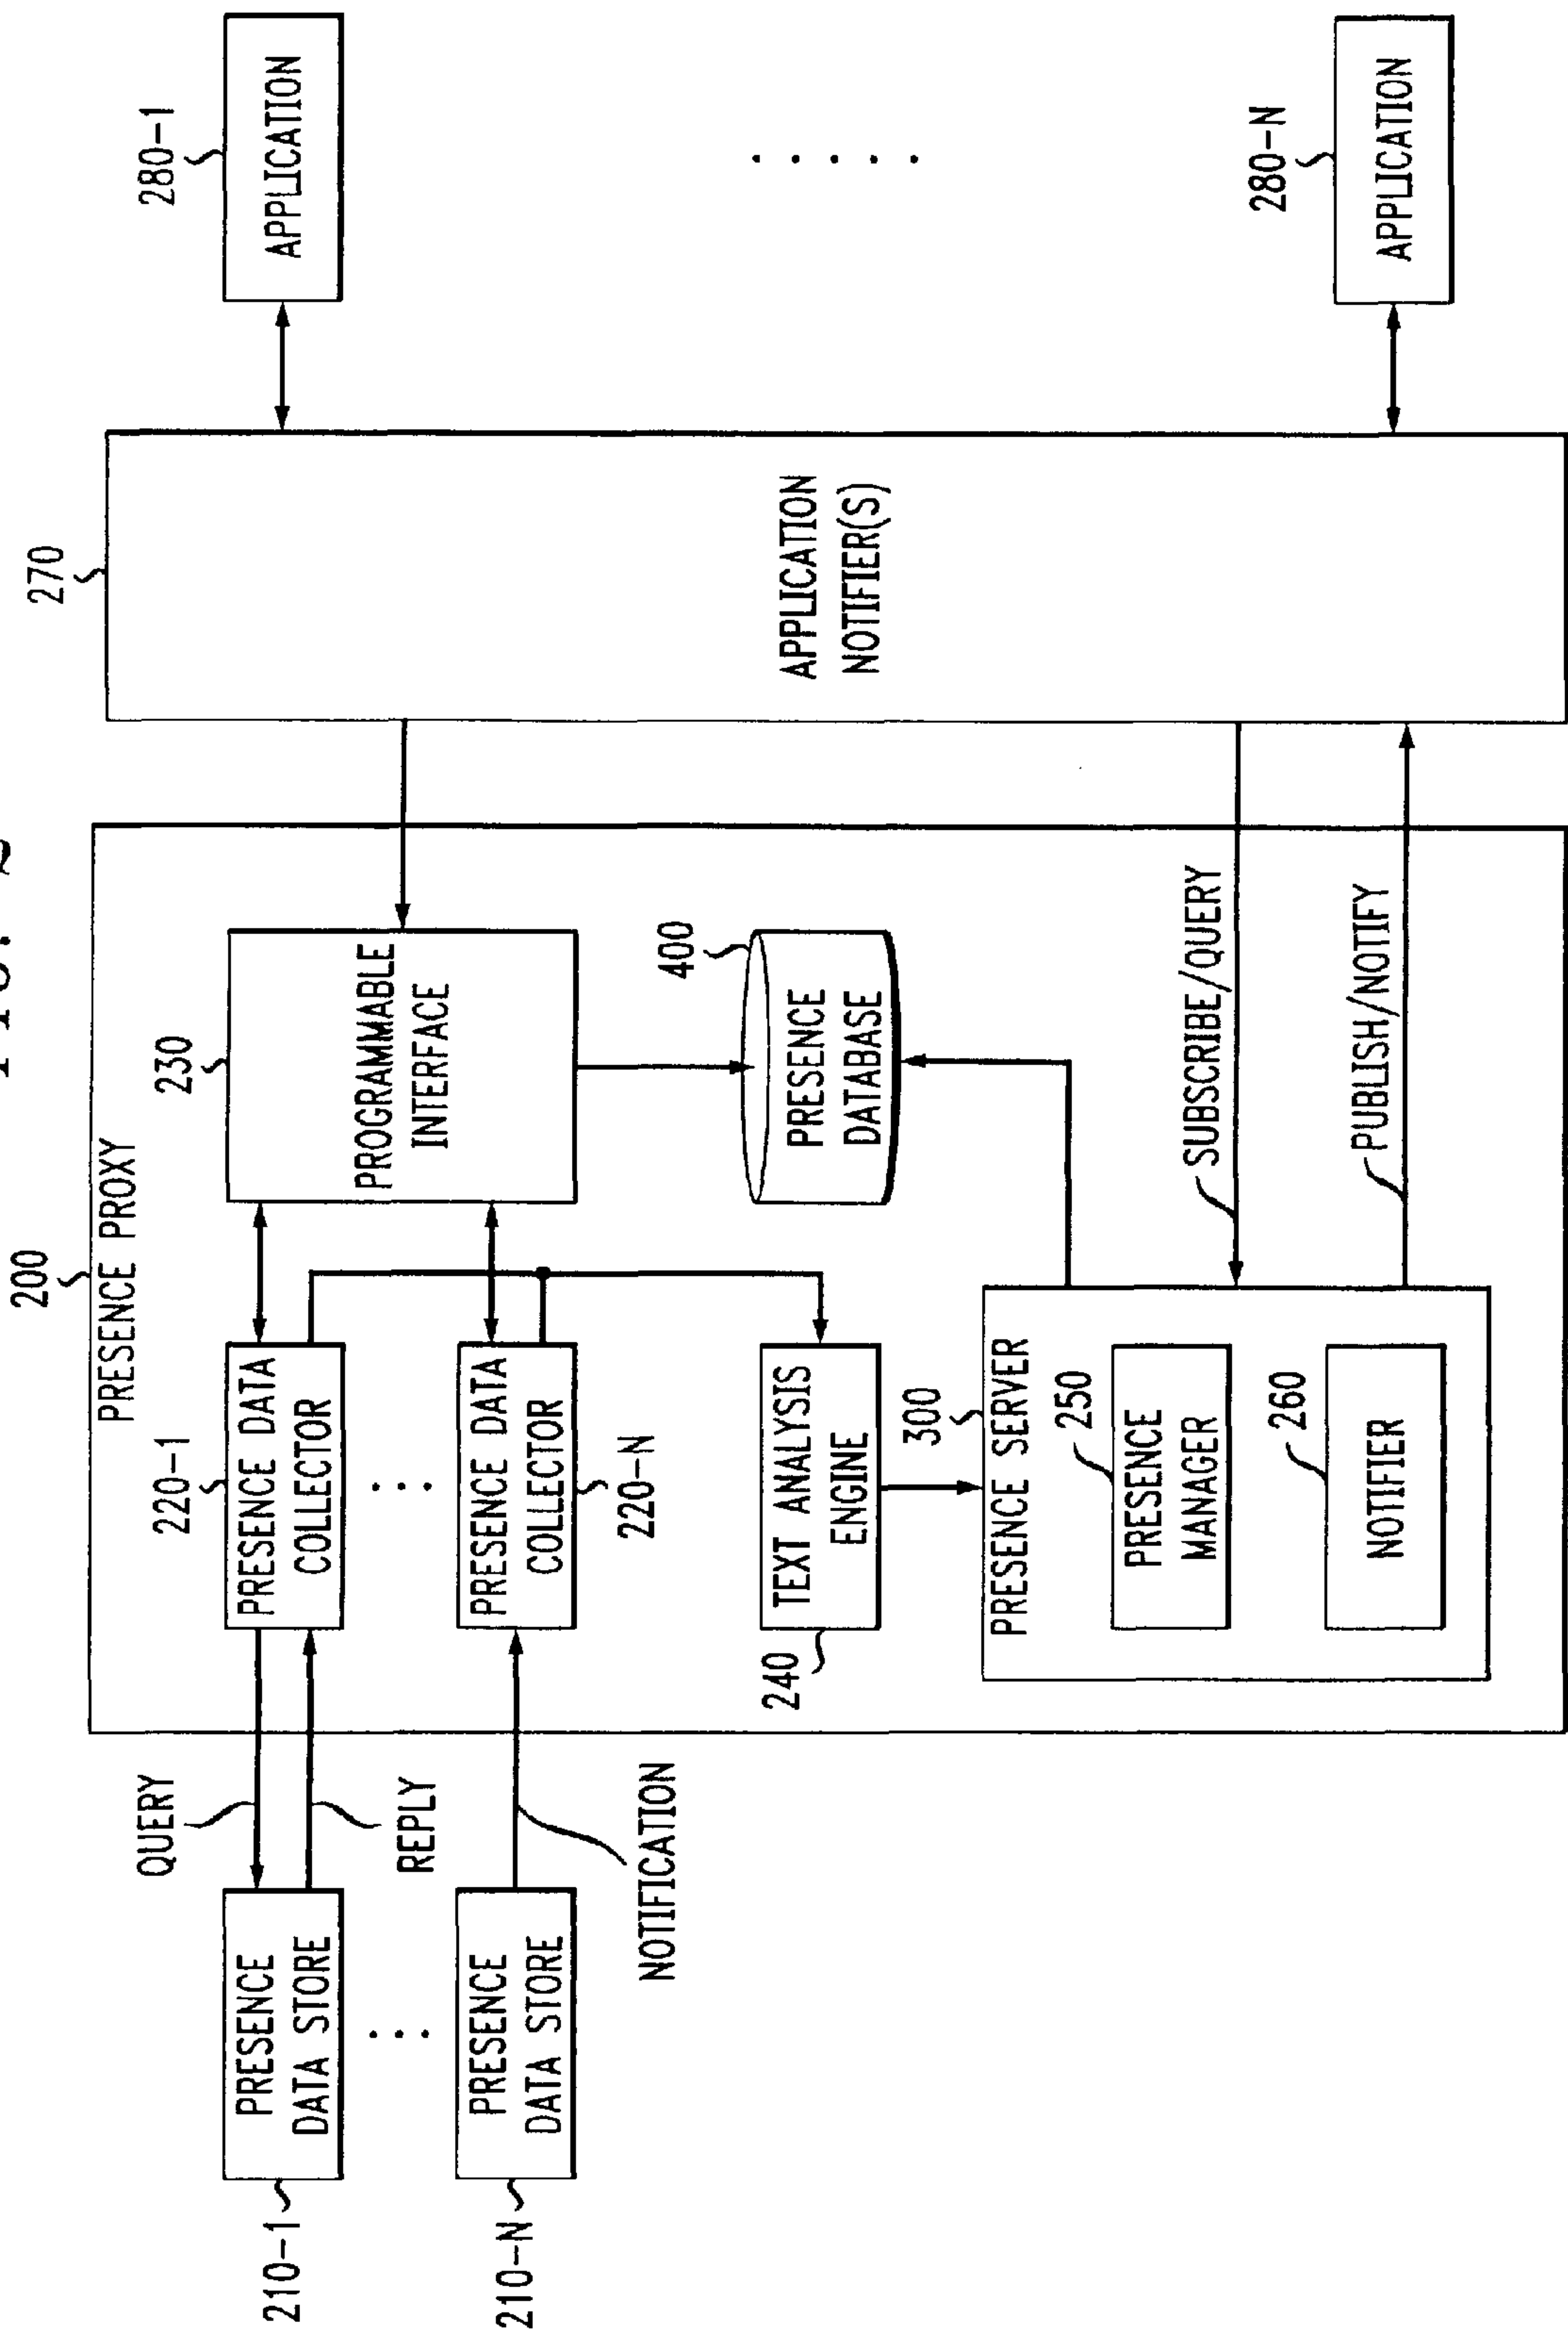 FIG. 2
200
PRESENCE PROXY
270
QUERY
REPLY
NOTIFICATION
210-1
PRESENCE
DATA STORE
. . .
210-N
PRESENCE
DATA STORE
220-1
PRESENCE DATA
COLLECTOR
. . .
220-N
PRESENCE DATA
COLLECTOR
230
PROGRAMMABLE
INTERFACE
400
PRESENCE
DATABASE
240
TEXT ANALYSIS
ENGINE
300
PRESENCE SERVER
250
PRESENCE
MANAGER
260
NOTIFIER
SUBSCRIBE/QUERY
PUBLISH/NOTIFY
APPLICATION
NOTIFIER(S)
280-1
APPLICATION
. . . . .
280-N
APPLICATION